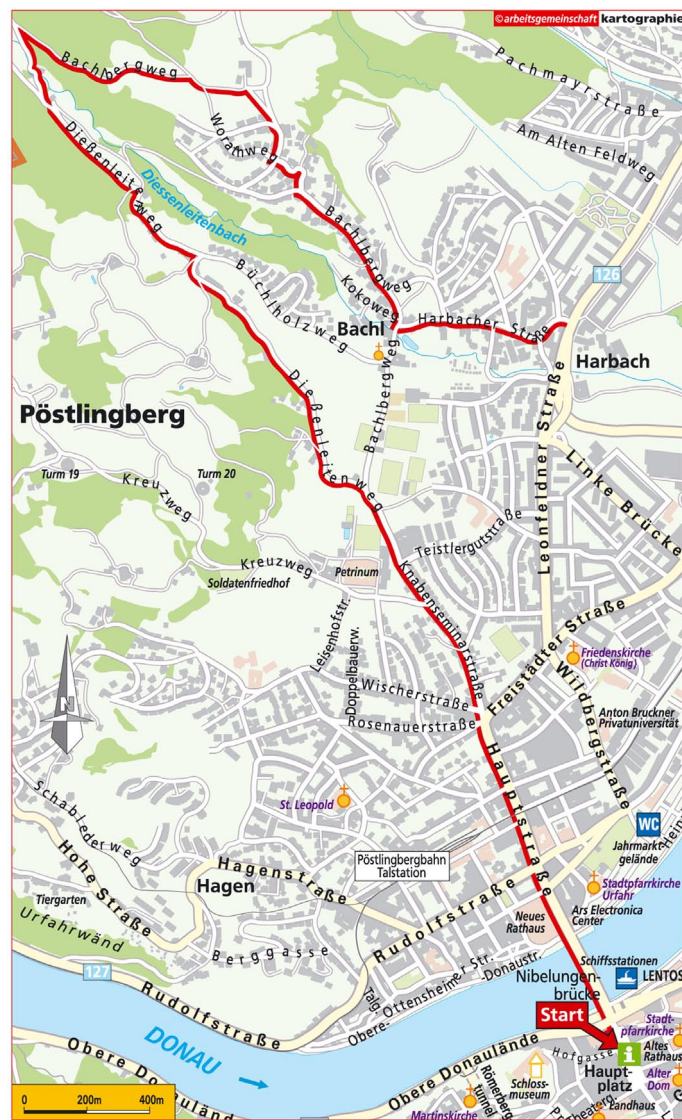 © arbeitsgemeinschaft kartographie
Bachlbergweg
Pachmayrstraße
Am Alten Feldweg
Dießenleitenweg
Diessenleitenbach
126
Bachlbergweg
Kokoweg
Büchlholzweg
Bachl
Harbacher Straße
Harbach
Bachlbergweg
Dießenleitenweg
Pöstlingberg
Turm 19
Turm 20
Kreuzweg
Leonfeldner Straße
Linke Brücke
Teistlergutstraße
Kreuzweg
Petrinum
Soldatenfriedhof
Knabenseminarstraße
Leisenhofstr.
Doppelbauerw.
Freistädter Straße
Friedenskirche
(Christ König)
Wildbergstraße
Wischerstraße
Rosenauerstraße
Anton Bruckner
Privatuniversität
Hauptstraße
St. Leopold
Schablederweg
Hohe Straße
WC
Jahrmarkt-
gelände
Pöstlingbergbahn
Talstation
Hagenstraße
Hagen
Rudolfstraße
Stadtpfarrkirche
Urfahr
Ars Electronica
Center
Neues
Rathaus
Tiergarten
Urfahrwänd
Berggasse
Ottensheimer Str.
Donaustr.
Obere-
Talg.
Schiffsstationen
LENTOS
Nibelungen-
brücke
127
Rudolfstraße
DONAU
Start
Stadt-
pfarrkirche
Altes
Rathaus
Hofgasse
Haupt-
platz
i
Obere Donaulände
Obere Donaulände
Schloss-
museum
Römerberg
tunnel
Alter
Dom
Landhaus
Martinskirche
0 200m 400m